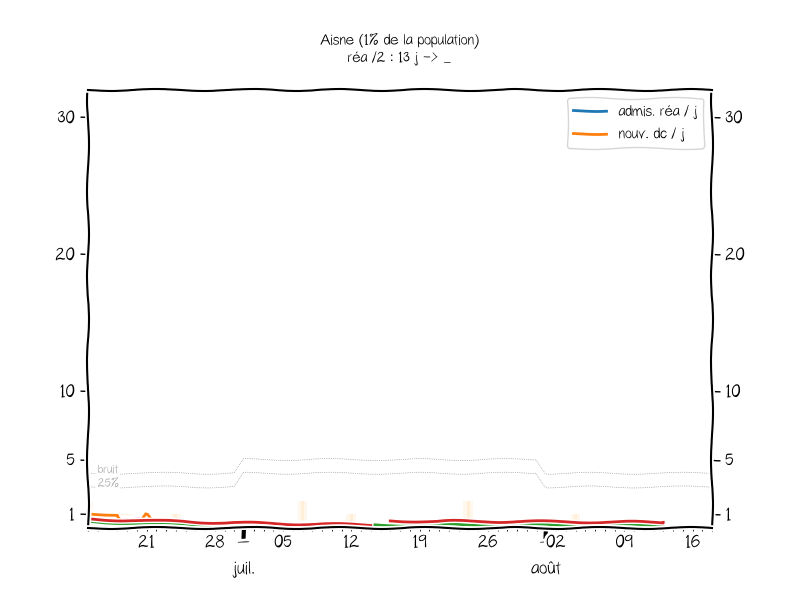 Aisne (1% de la population)
réa /2 : 13 j -> _
admis. réa / j
nouv. dc / j
30 30
20 20
10 10
5 5
bruit
25%
1 1
21 28 05 12 19 26 02 09 16
juil. août